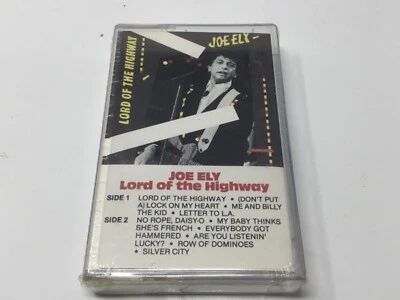 LORD OF THE HIGHWAY
JOE ELY
JOE ELY
Lord of the Highway
SIDE 1 LORD OF THE HIGHWAY • (DON'T PUT
A) LOCK ON MY HEART • ME AND BILLY
THE KID • LETTER TO L.A.
SIDE 2 NO ROPE, DAISY-O • MY BABY THINKS
SHE'S FRENCH • EVERYBODY GOT
HAMMERED • ARE YOU LISTENIN'
LUCKY? • ROW OF DOMINOES
• SILVER CITY